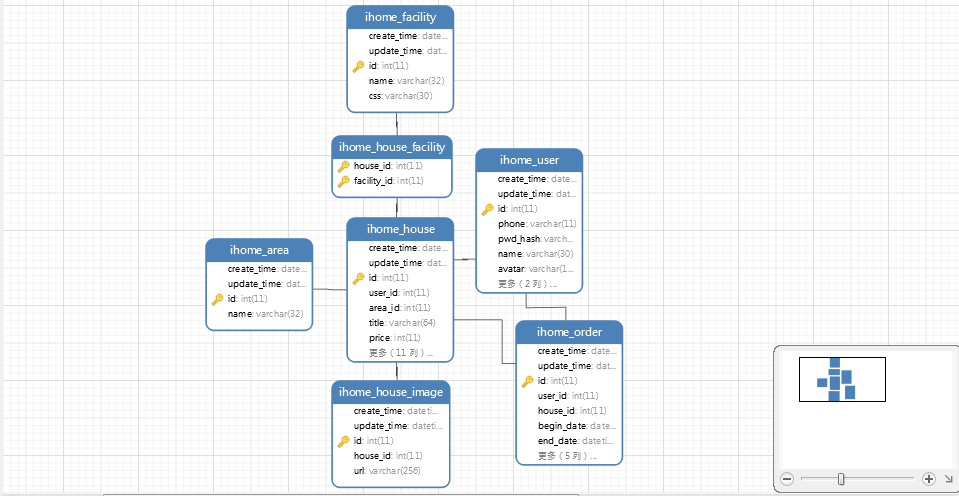 ihome_facility
create_time: date...
update_time: dat...
id: int(11)
name: varchar(32)
css: varchar(30)
ihome_house_facility
house_id: int(11)
facility_id: int(11)
ihome_user
create_time: date...
update_time: dat...
id: int(11)
phone: varchar(11)
pwd_hash: varch...
name: varchar(30)
avatar: varchar(1...
更多 ( 2 列 ) ...
ihome_area
create_time: date...
update_time: dat...
id: int(11)
name: varchar(32)
ihome_house
create_time: date...
update_time: dat...
id: int(11)
user_id: int(11)
area_id: int(11)
title: varchar(64)
price: int(11)
更多 ( 11 列 ) ...
ihome_order
create_time: date...
update_time: dat...
id: int(11)
user_id: int(11)
house_id: int(11)
begin_date: date...
end_date: dateti...
更多 ( 5 列 ) ...
ihome_house_image
create_time: dateti...
update_time: dateti...
id: int(11)
house_id: int(11)
url: varchar(256)